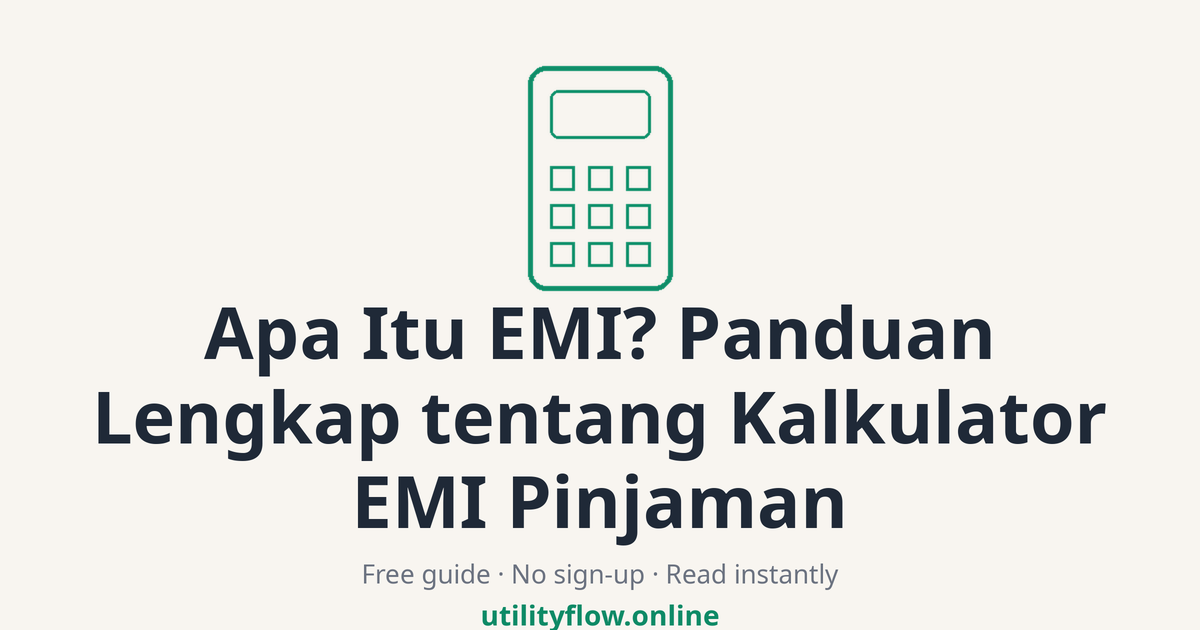 Apa Itu EMI? Panduan
Lengkap tentang Kalkulator
EMI Pinjaman
Free guide · No sign-up · Read instantly
utilityflow.online